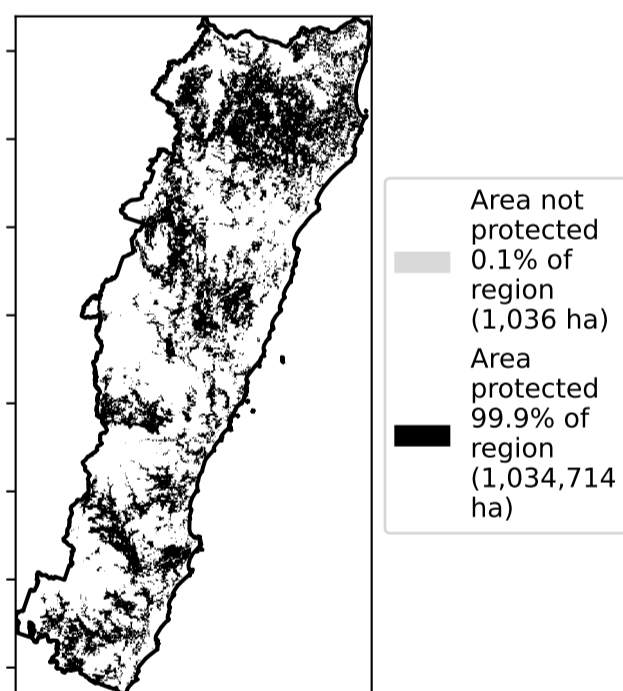 Area not
protected
0.1% of
region
(1,036 ha)
Area
protected
99.9% of
region
(1,034,714
ha)